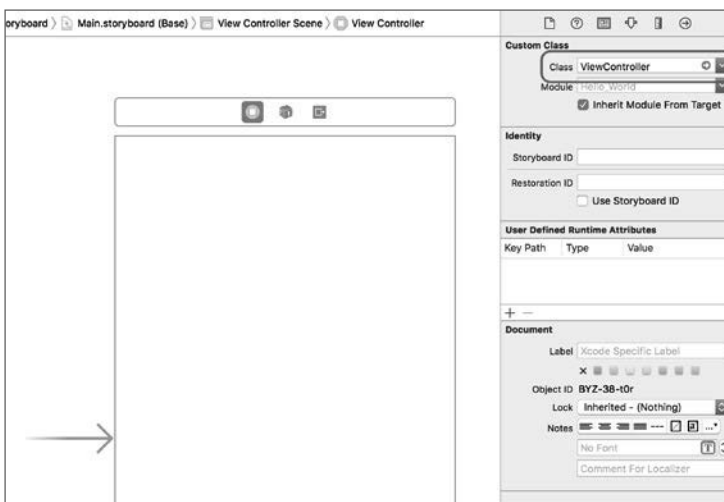 oryboard 〉 Main.storyboard (Base) 〉 View Controller Scene 〉 View Controller
Custom Class
Class ViewController
Module Hello_World
Inherit Module From Target
Identity
Storyboard ID
Restoration ID
Use Storyboard ID
User Defined Runtime Attributes
Key Path Type Value
+ −
Document
Label Xcode Specific Label
Object ID BYZ-38-t0r
Lock Inherited - (Nothing)
Notes
No Font
Comment For Localizer